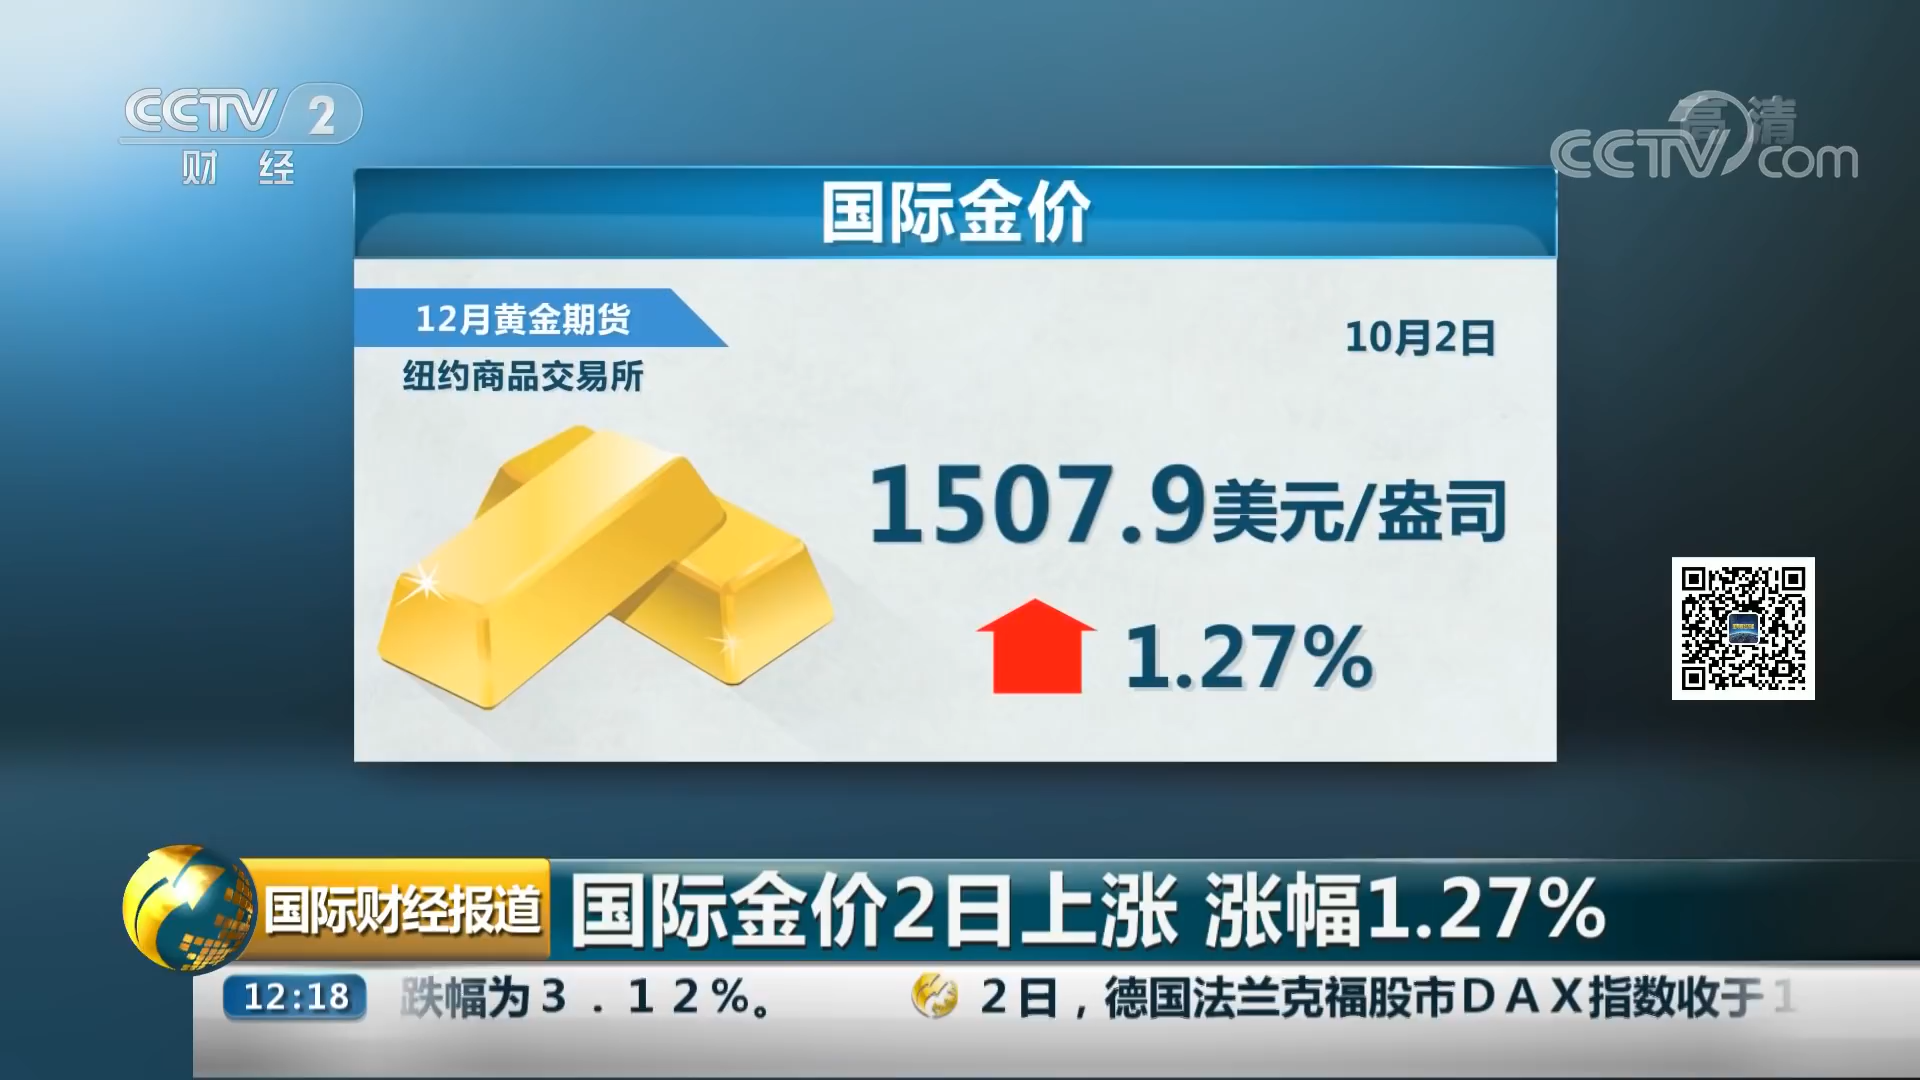 CCTV 2
财经
高清
CCTV.com
国际金价
12月黄金期货
10月2日
纽约商品交易所
1507.9美元/盎司
1.27%
国际财经报道
国际金价2日上涨 涨幅1.27%
12:18
跌幅为3.12%。
2日，德国法兰克福股市DAX指数收于1